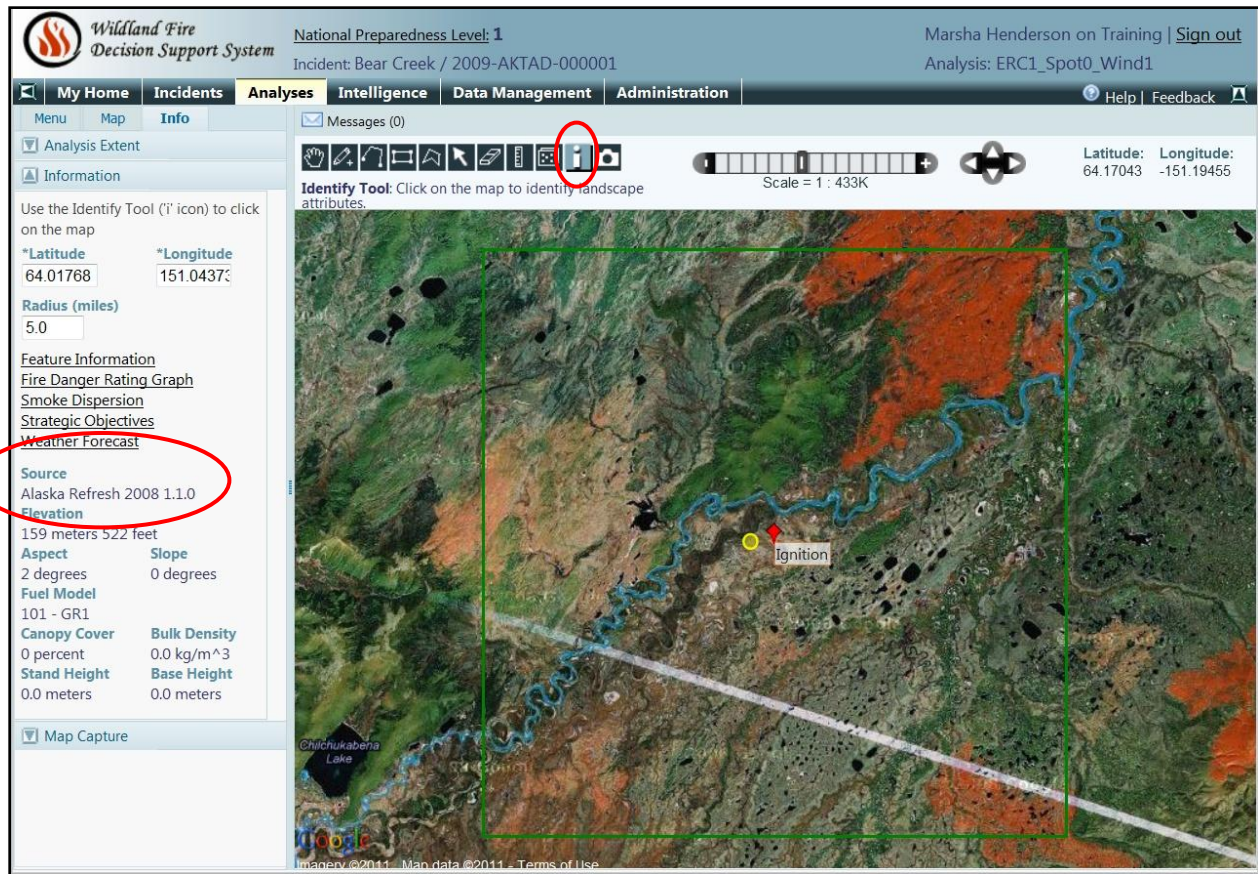 Wildland Fire
Decision Support System
National Preparedness Level: 1
Incident: Bear Creek / 2009-AKTAD-000001
Marsha Henderson on Training | Sign out
Analysis: ERC1_Spot0_Wind1
My Home Incidents Analyses Intelligence Data Management Administration
Help | Feedback
Menu Map Info
Messages (0)
Analysis Extent
Information
Use the Identify Tool ('i' icon) to click
on the map
*Latitude *Longitude
64.01768 151.04373
Radius (miles)
5.0
Feature Information
Fire Danger Rating Graph
Smoke Dispersion
Strategic Objectives
Weather Forecast
Source
Alaska Refresh 2008 1.1.0
Elevation
159 meters 522 feet
Aspect Slope
2 degrees 0 degrees
Fuel Model
101 - GR1
Canopy Cover Bulk Density
0 percent 0.0 kg/m^3
Stand Height Base Height
0.0 meters 0.0 meters
Map Capture
Identify Tool: Click on the map to identify landscape
attributes.
Scale = 1 : 433K
Latitude: Longitude:
64.17043 -151.19455
Ignition
Chilchukabena
Lake
Google
Imagery ©2011 , Map data ©2011 - Terms of Use